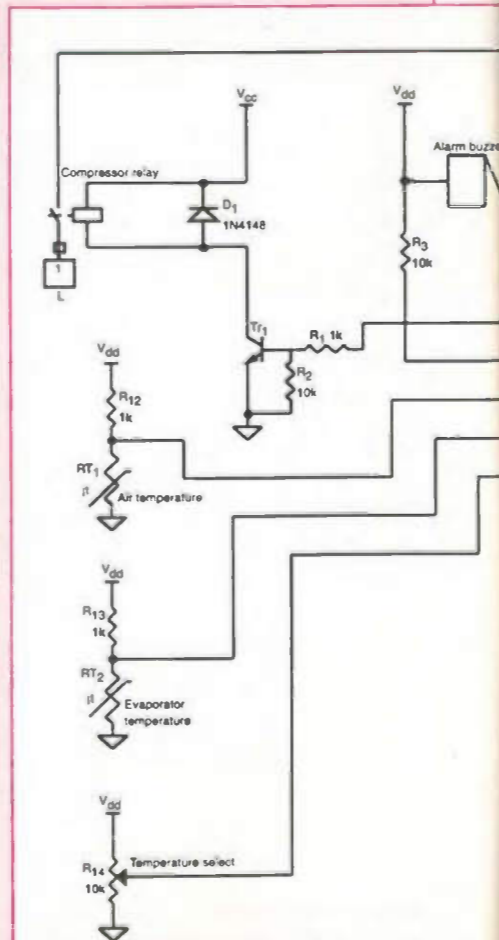 Vcc
Vdd
Alarm buzze
Compressor relay
D1
1N4148
R3
10k
1
L
Tr1
R1 1k
R2
10k
Vdd
R12
1k
RT1
Air temperature
Vdd
R13
1k
RT2
Evaporator
temperature
Vdd
R14
10k
Temperature select